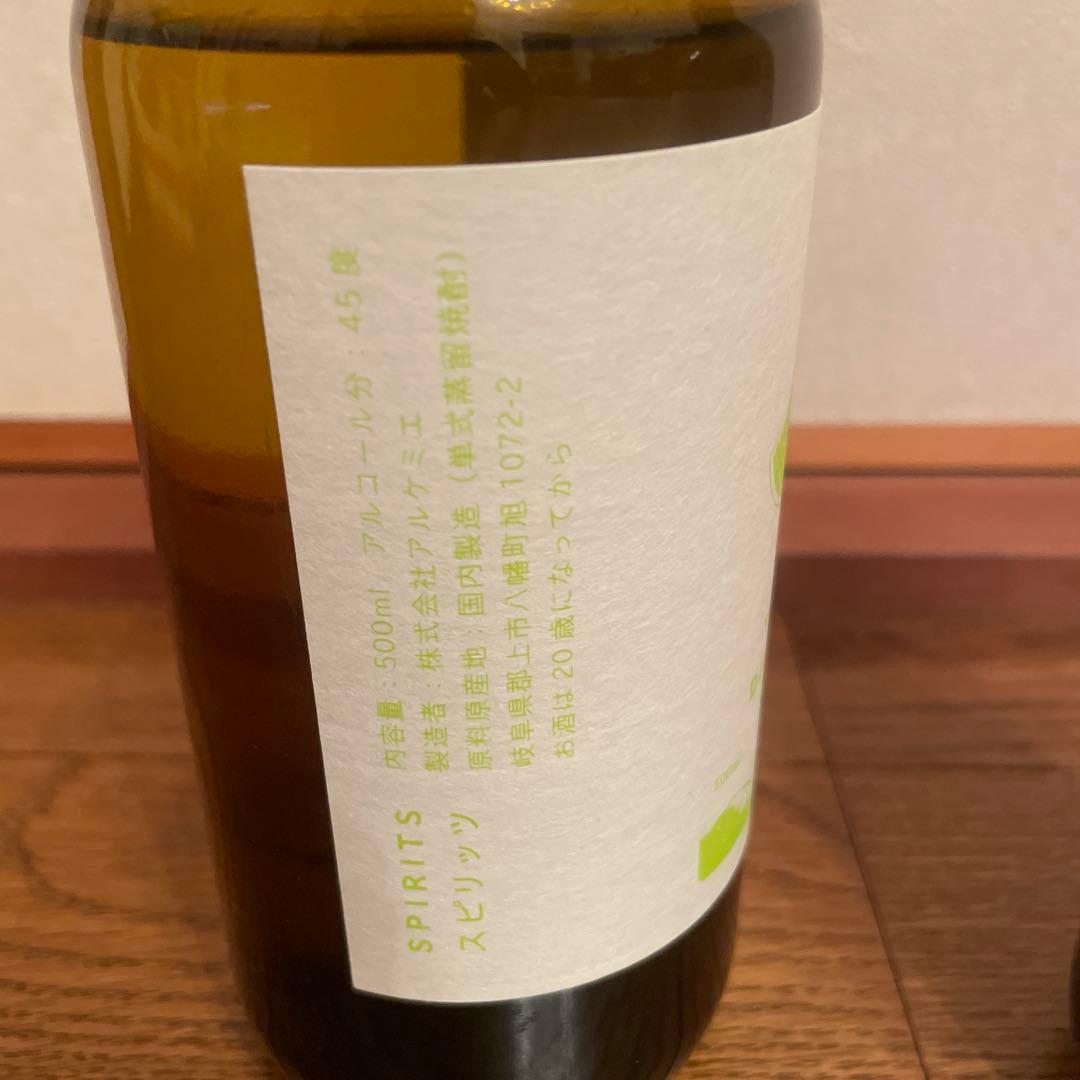 SPIRITS
スピリッツ
内容量:500ml アルコール分:45度
製造者:株式会社アルケミエ
原料原産地:国内製造(単式蒸留焼酎)
岐阜県郡上市八幡町旭1072-2
お酒は20歳になってから